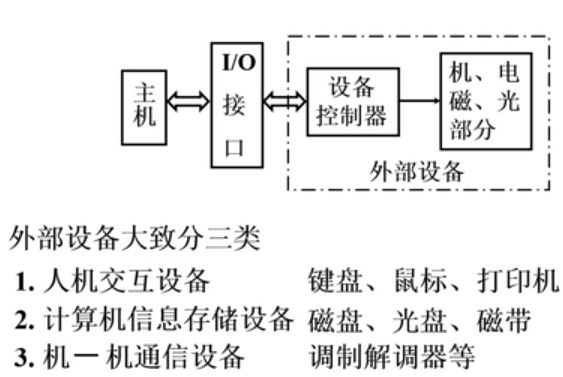 主
机
I/O
接
口
设备
控制器
机、电
磁、光
部分
外部设备
外部设备大致分三类
1. 人机交互设备 键盘、鼠标、打印机
2. 计算机信息存储设备 磁盘、光盘、磁带
3. 机－机通信设备 调制解调器等